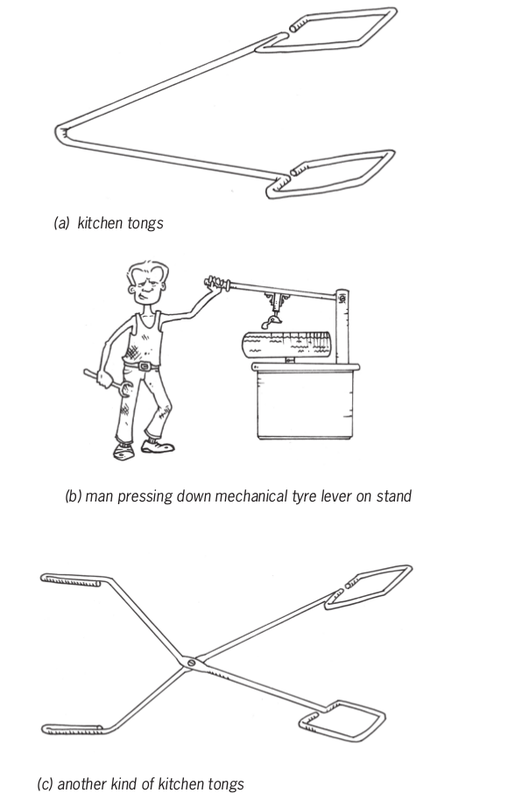 (a) kitchen tongs
(b) man pressing down mechanical tyre lever on stand
(c) another kind of kitchen tongs